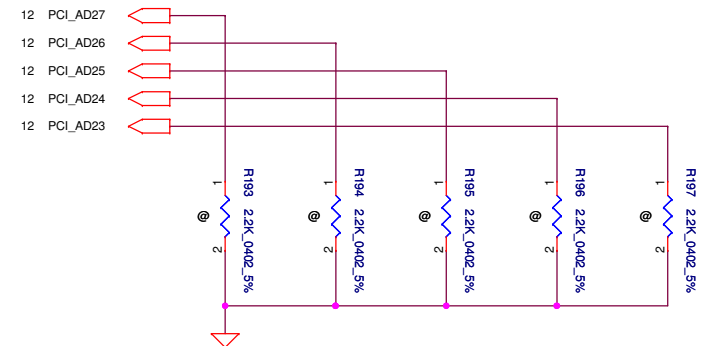 12 PCI_AD27
12 PCI_AD26
12 PCI_AD25
12 PCI_AD24
12 PCI_AD23
1
R193 2.2K_0402_5%
@
2
1
R194 2.2K_0402_5%
@
2
1
R195 2.2K_0402_5%
@
2
1
R196 2.2K_0402_5%
@
2
1
R197 2.2K_0402_5%
@
2